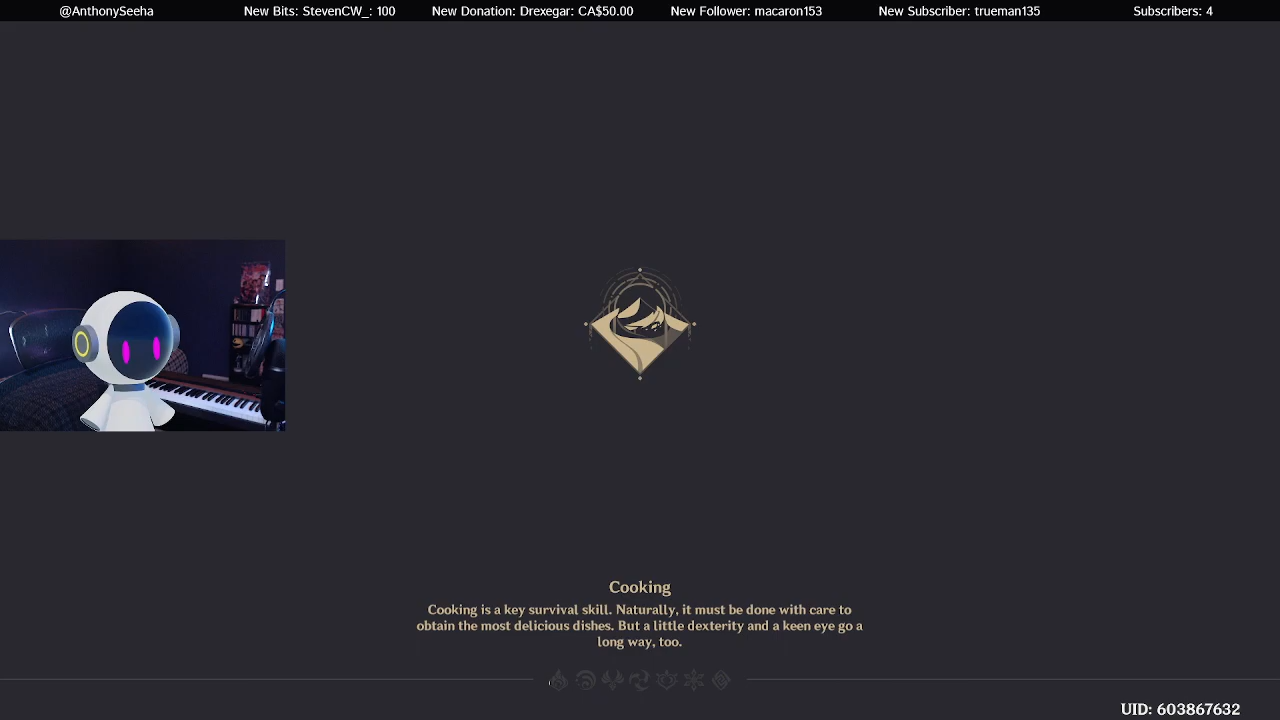 @AnthonySeeha New Bits: StevenCW_: 100 New Donation: Drexegar: CA$50.00 New Follower: macaron153 New Subscriber: trueman135 Subscribers: 4
Cooking
Cooking is a key survival skill. Naturally, it must be done with care to
obtain the most delicious dishes. But a little dexterity and a keen eye go a
long way, too.
UID: 603867632